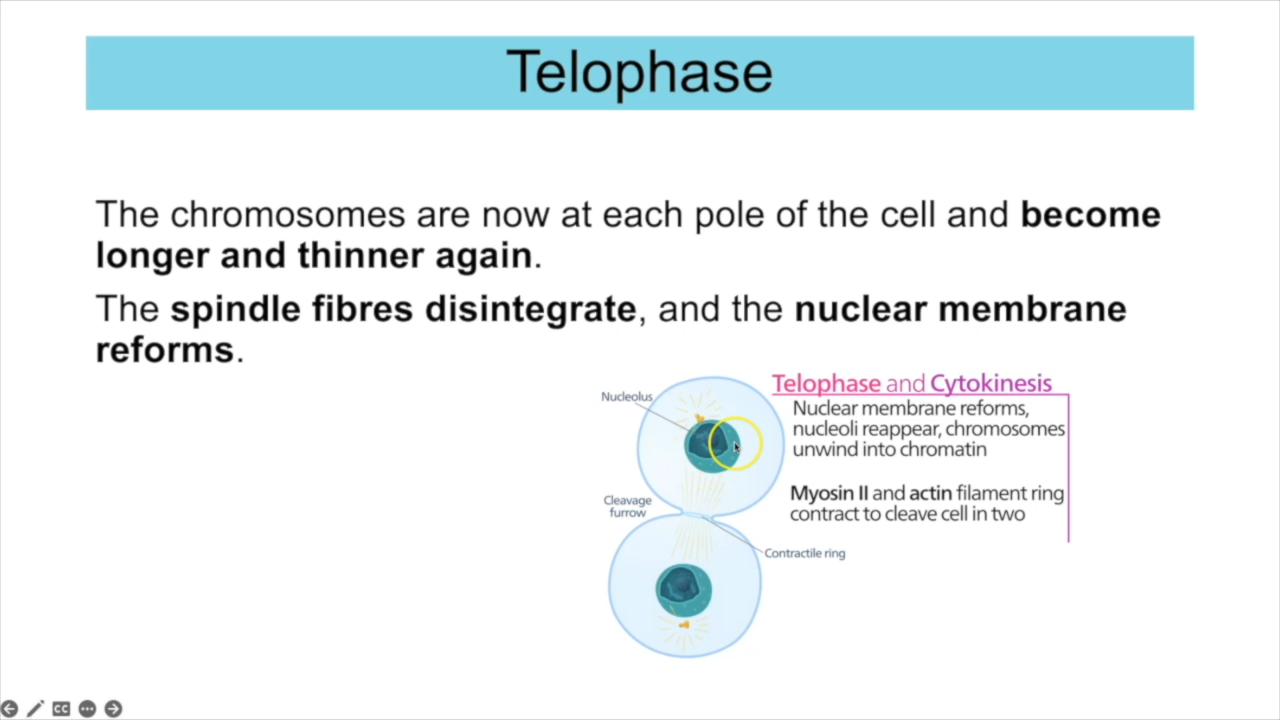 Telophase
The chromosomes are now at each pole of the cell and become
longer and thinner again.
The spindle fibres disintegrate, and the nuclear membrane
reforms.
Telophase and Cytokinesis
Nucleolus
Nuclear membrane reforms,
nucleoli reappear, chromosomes
unwind into chromatin
Myosin II and actin filament ring
contract to cleave cell in two
Cleavage
furrow
Contractile ring
CC